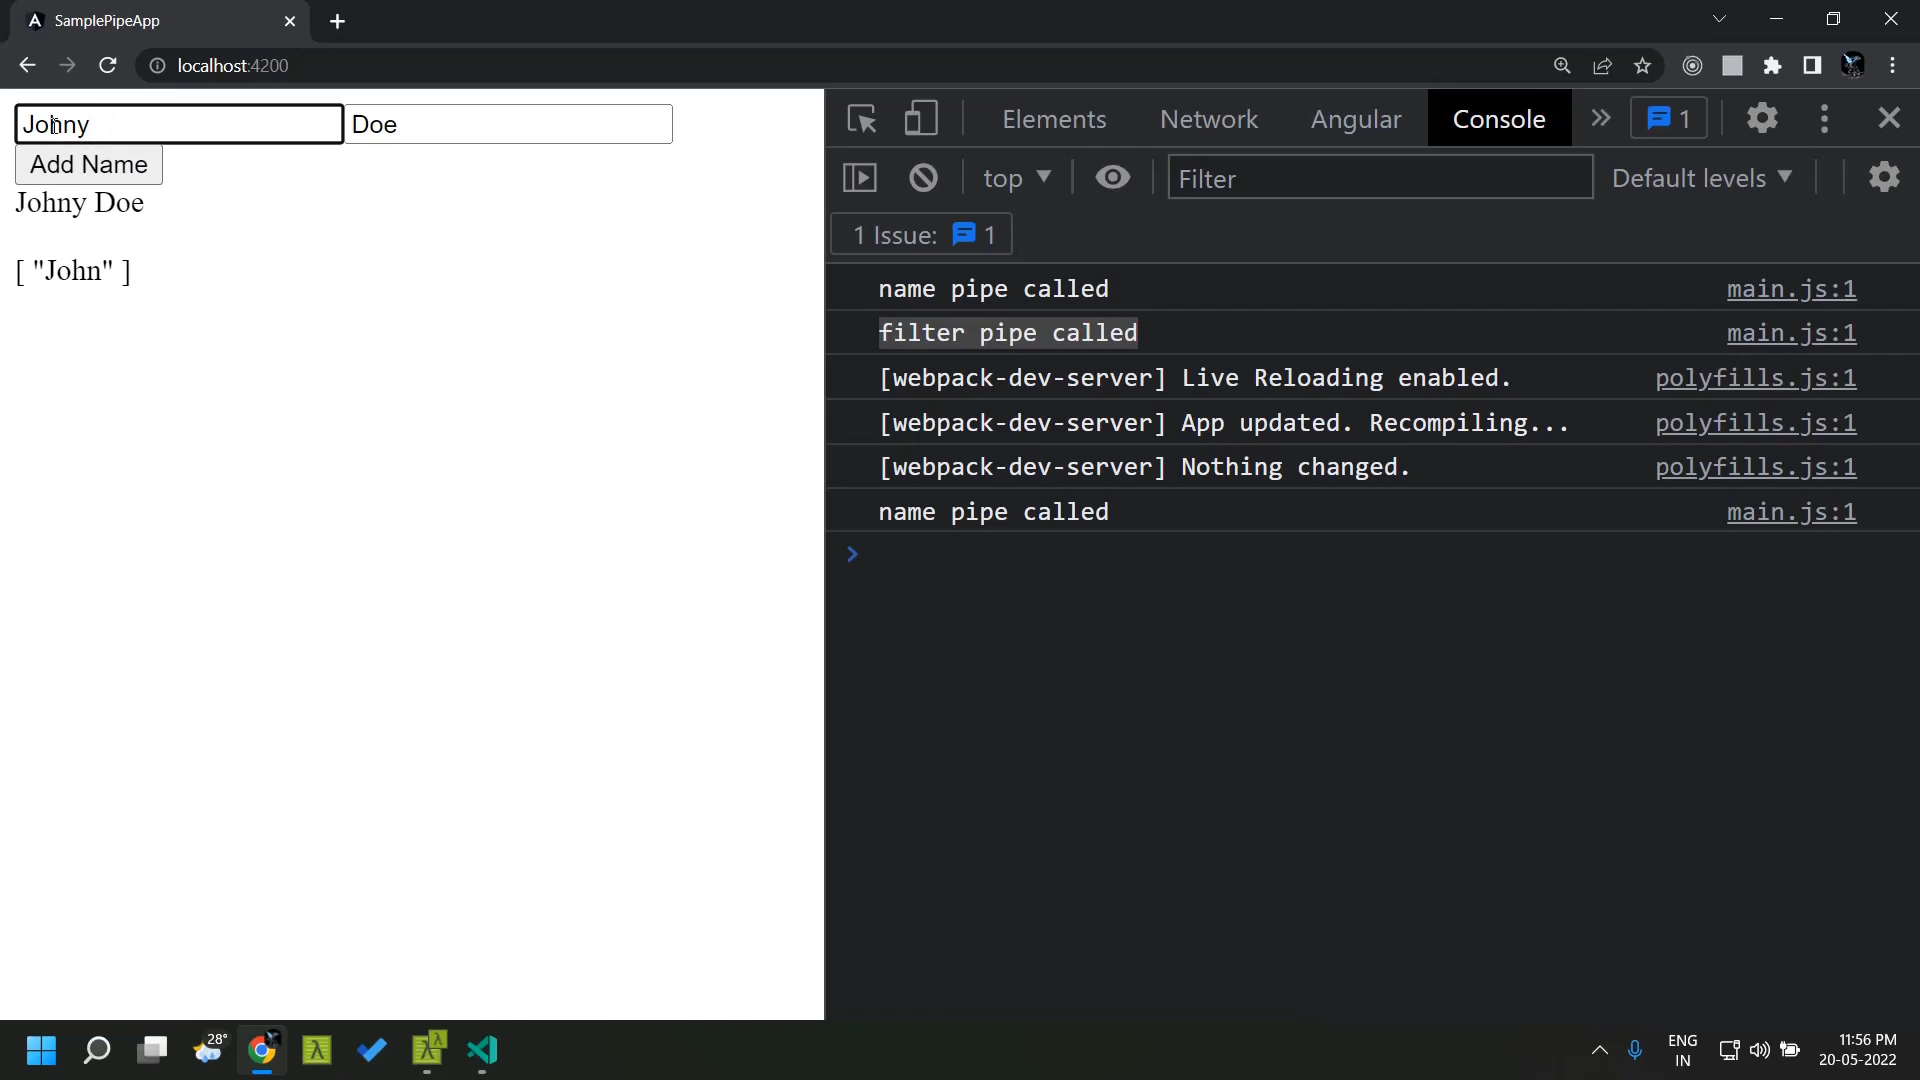 SamplePipeApp
localhost:4200
Johny Doe
Add Name
Johny Doe
[ "John" ]
Elements Network Angular Console 1
top Filter Default levels
1 Issue: 1
name pipe called main.js:1
filter pipe called main.js:1
[webpack-dev-server] Live Reloading enabled. polyfills.js:1
[webpack-dev-server] App updated. Recompiling... polyfills.js:1
[webpack-dev-server] Nothing changed. polyfills.js:1
name pipe called main.js:1
28°
ENG
IN
11:56 PM
20-05-2022